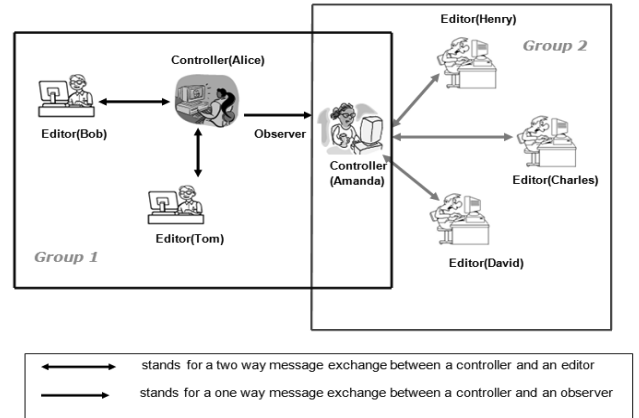 Editor(Henry)
Group 2
Controller(Alice)
Editor(Bob)
Observer
Controller
(Amanda)
Editor(Charles)
Editor(Tom)
Group 1
Editor(David)
stands for a two way message exchange between a controller and an editor
stands for a one way message exchange between a controller and an observer